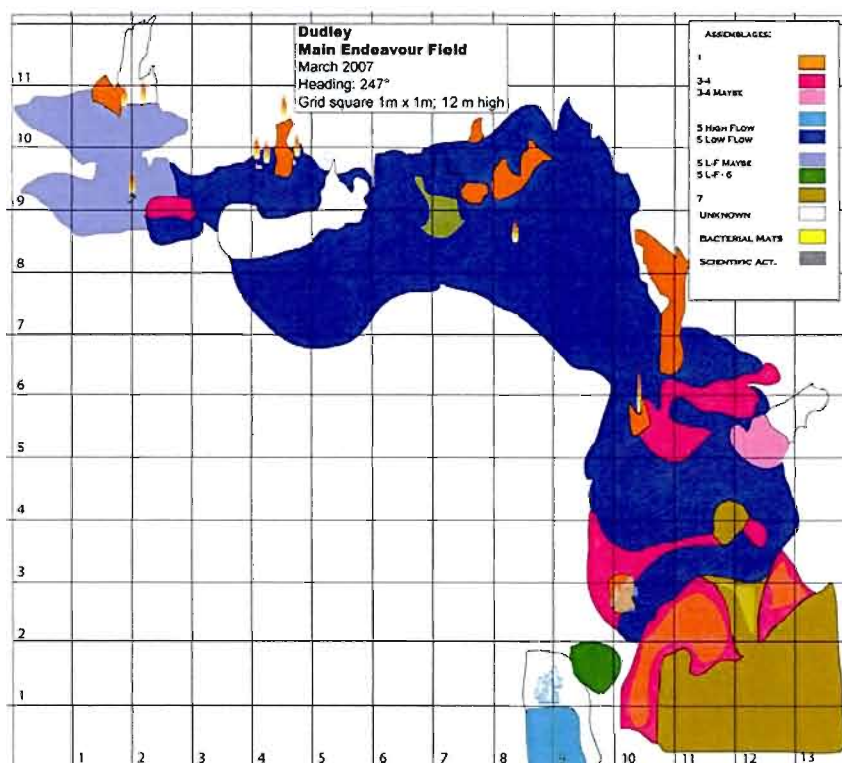 Dudley
Main Endeavour Field
March 2007
Heading: 247°
Grid square 1m x 1m; 12 m high
ASSEMBLAGES:
1
3-4
3-4 MAYBE
5 HIGH FLOW
5 LOW FLOW
5 L-F MAYBE
5 L-F - 6
7
UNKNOWN
BACTERIAL MATS
SCIENTIFIC ACT.
11
10
9
8
7
6
5
4
3
2
1
1 2 3 4 5 6 7 8 9 10 11 12 13